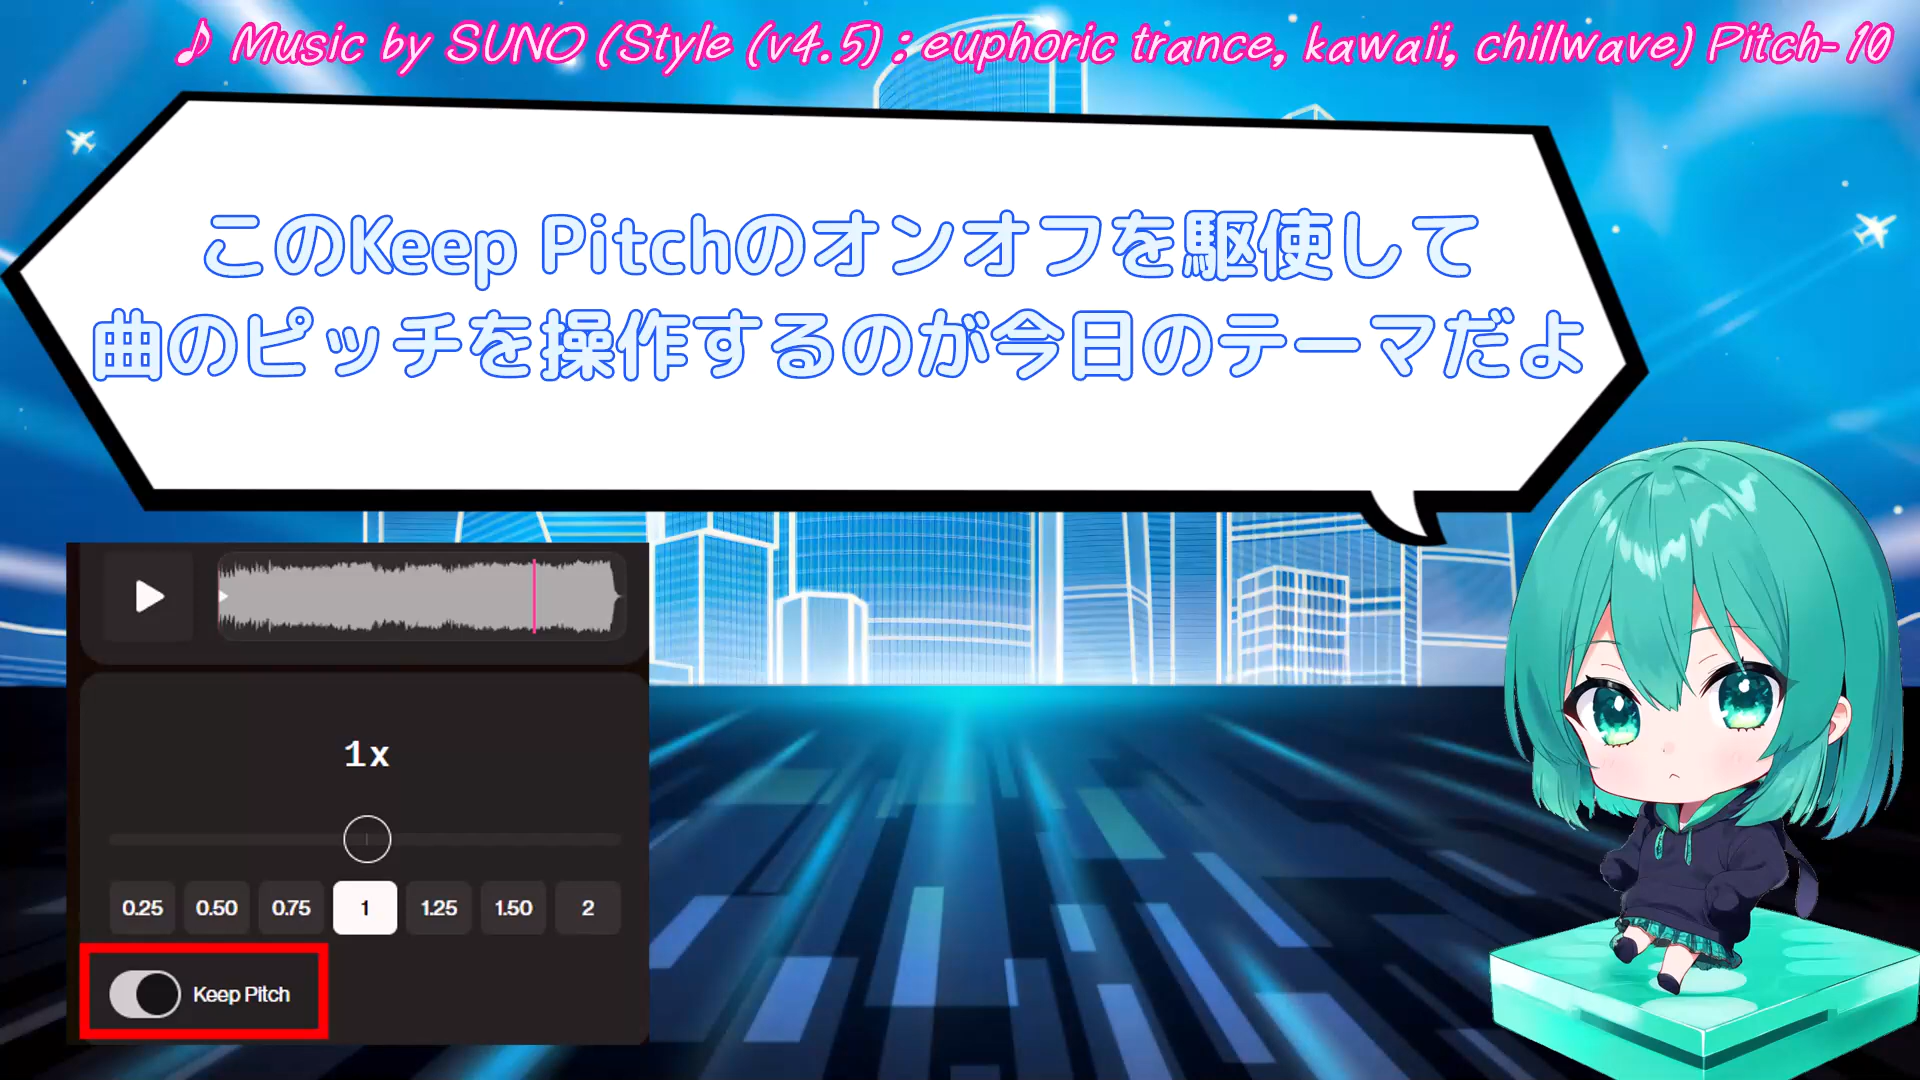 ♪ Music by SUNO (Style (v4.5) : euphoric trance, kawaii, chillwave) Pitch-10
このKeep Pitchのオンオフを駆使して
曲のピッチを操作するのが今日のテーマだよ
1x
0.25 0.50 0.75 1 1.25 1.50 2
Keep Pitch